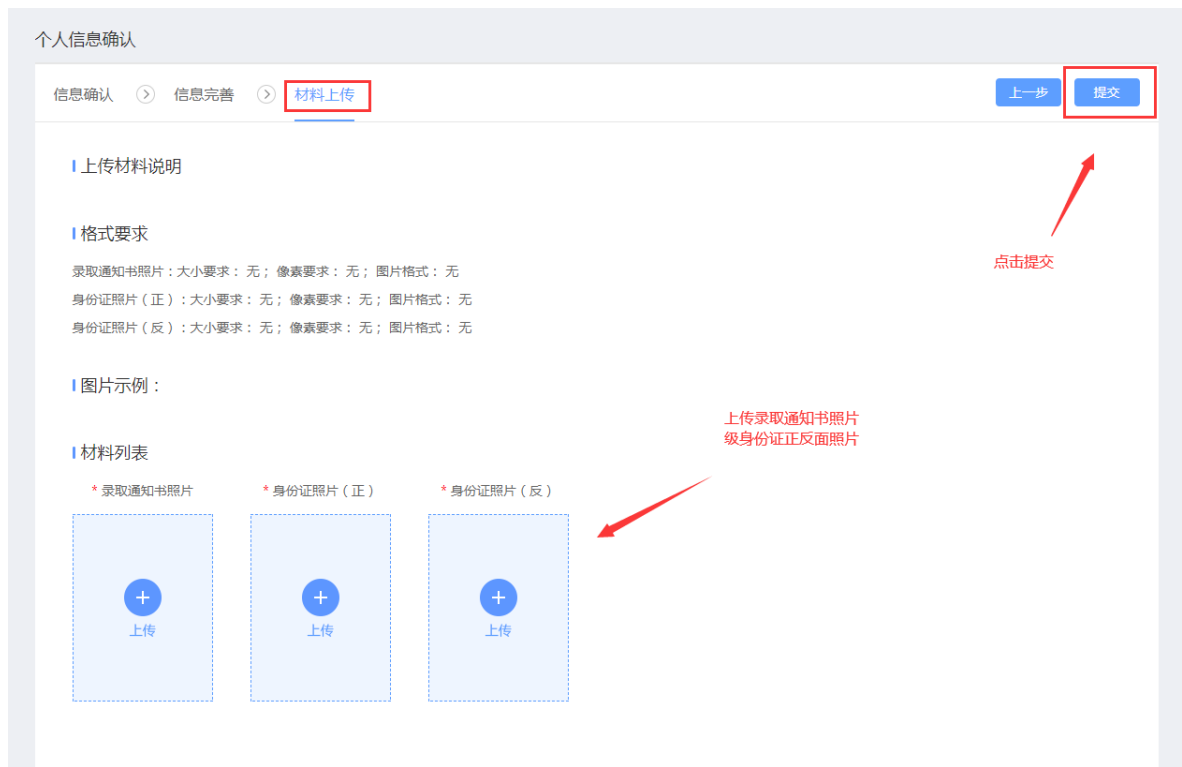 个人信息确认
信息确认 信息完善 材料上传 上一步 提交
上传材料说明
格式要求
点击提交
录取通知书照片：大小要求： 无； 像素要求： 无； 图片格式： 无
身份证照片（正）：大小要求： 无； 像素要求： 无； 图片格式： 无
身份证照片（反）：大小要求： 无； 像素要求： 无； 图片格式： 无
图片示例：
上传录取通知书照片
级身份证正反面照片
材料列表
* 录取通知书照片 * 身份证照片（正） * 身份证照片（反）
上传 上传 上传